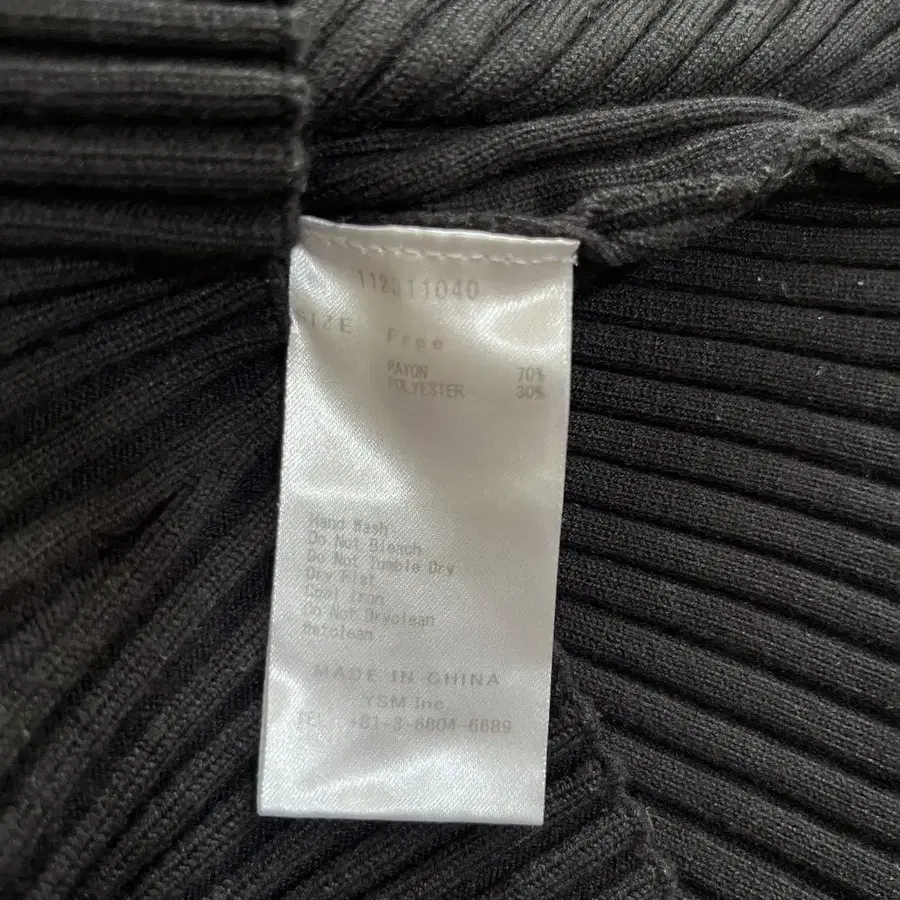 112311040
SIZE
Free
RAYON 70%
POLYESTER 30%
Hand Wash
Do Not Bleach
Do Not Tumble Dry
Dry Flat
Cool Iron
Do Not Dryclean
Wetclean
MADE IN CHINA
YSM Inc
TEL +81-3-6804-6689